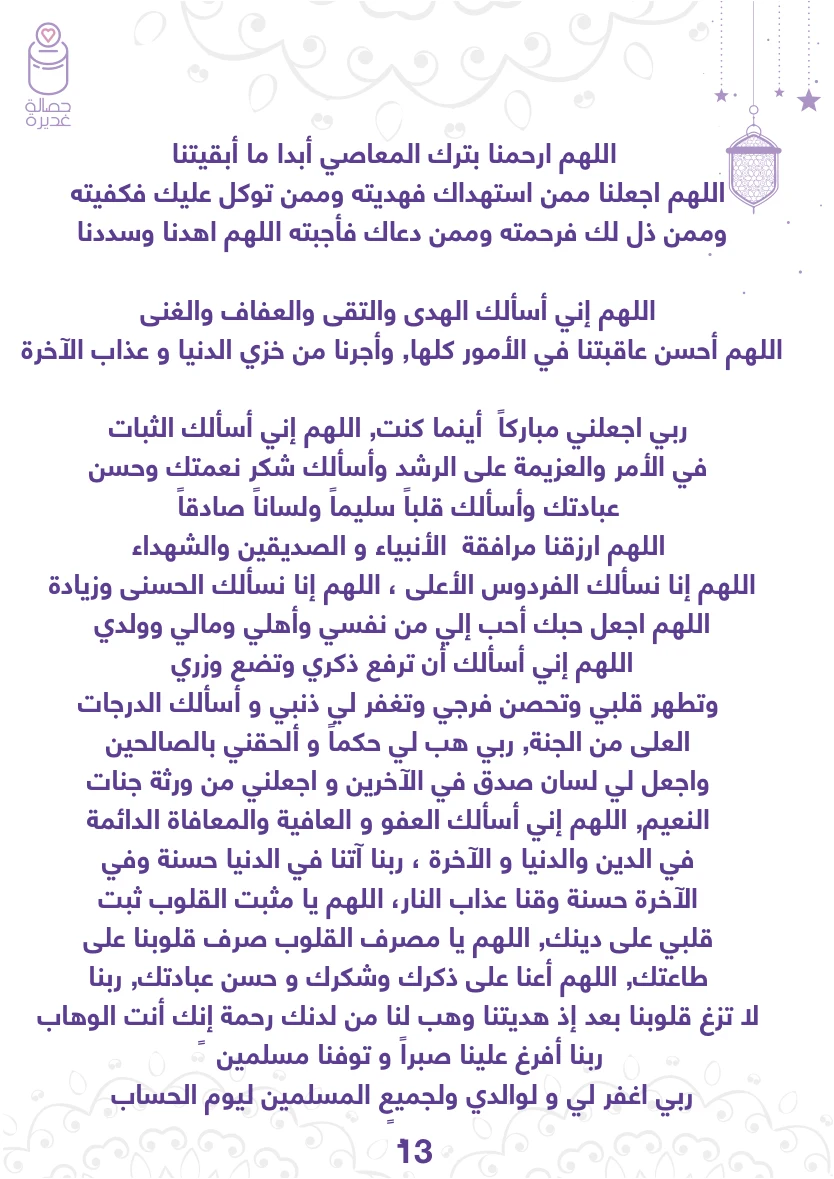 حصالة
غديرة
اللهم ارحمنا بترك المعاصي أبدا ما أبقيتنا
اللهم اجعلنا ممن استهداك فهديته وممن توكل عليك فكفيته
وممن ذل لك فرحمته وممن دعاك فأجبته اللهم اهدنا وسددنا
اللهم إني أسألك الهدى والتقى والعفاف والغنى
اللهم أحسن عاقبتنا في الأمور كلها, وأجرنا من خزي الدنيا و عذاب الآخرة
ربي اجعلني مباركاً أينما كنت, اللهم إني أسألك الثبات
في الأمر والعزيمة على الرشد وأسألك شكر نعمتك وحسن
عبادتك وأسألك قلباً سليماً ولساناً صادقاً
اللهم ارزقنا مرافقة الأنبياء و الصديقين والشهداء
اللهم إنا نسألك الفردوس الأعلى ، اللهم إنا نسألك الحسنى وزيادة
اللهم اجعل حبك أحب إلي من نفسي وأهلي ومالي وولدي
اللهم إني أسألك أن ترفع ذكري وتضع وزري
وتطهر قلبي وتحصن فرجي وتغفر لي ذنبي و أسألك الدرجات
العلى من الجنة, ربي هب لي حكماً و ألحقني بالصالحين
واجعل لي لسان صدق في الآخرين و اجعلني من ورثة جنات
النعيم, اللهم إني أسألك العفو و العافية والمعافاة الدائمة
في الدين والدنيا و الآخرة ، ربنا آتنا في الدنيا حسنة وفي
الآخرة حسنة وقنا عذاب النار، اللهم يا مثبت القلوب ثبت
قلبي على دينك, اللهم يا مصرف القلوب صرف قلوبنا على
طاعتك, اللهم أعنا على ذكرك وشكرك و حسن عبادتك, ربنا
لا تزغ قلوبنا بعد إذ هديتنا وهب لنا من لدنك رحمة إنك أنت الوهاب
ربنا أفرغ علينا صبراً و توفنا مسلمين
ربي اغفر لي و لوالدي ولجميع المسلمين ليوم الحساب
13